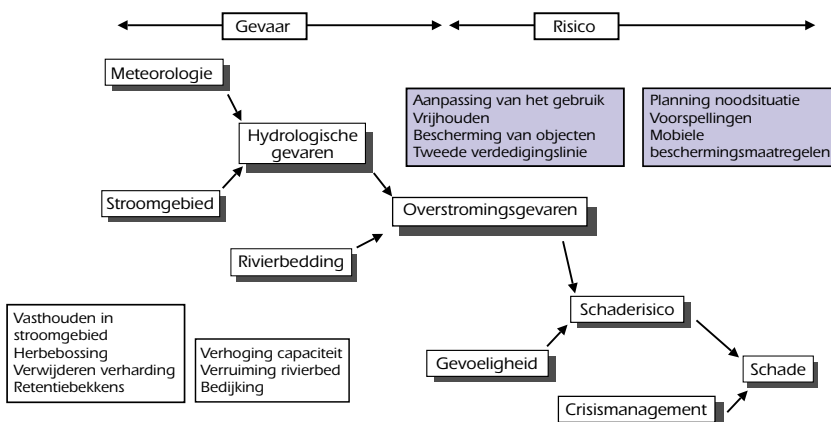 Gevaar
Risico
Meteorologie
Aanpassing van het gebruik
Vrijhouden
Bescherming van objecten
Tweede verdedigingslinie
Planning noodsituatie
Voorspellingen
Mobiele
beschermingsmaatregelen
Hydrologische
gevaren
Stroomgebied
Overstromingsgevaren
Rivierbedding
Vasthouden in
stroomgebied
Herbebossing
Verwijderen verharding
Retentiebekkens
Verhoging capaciteit
Verruiming rivierbed
Bedijking
Schaderisico
Gevoeligheid
Schade
Crisismanagement